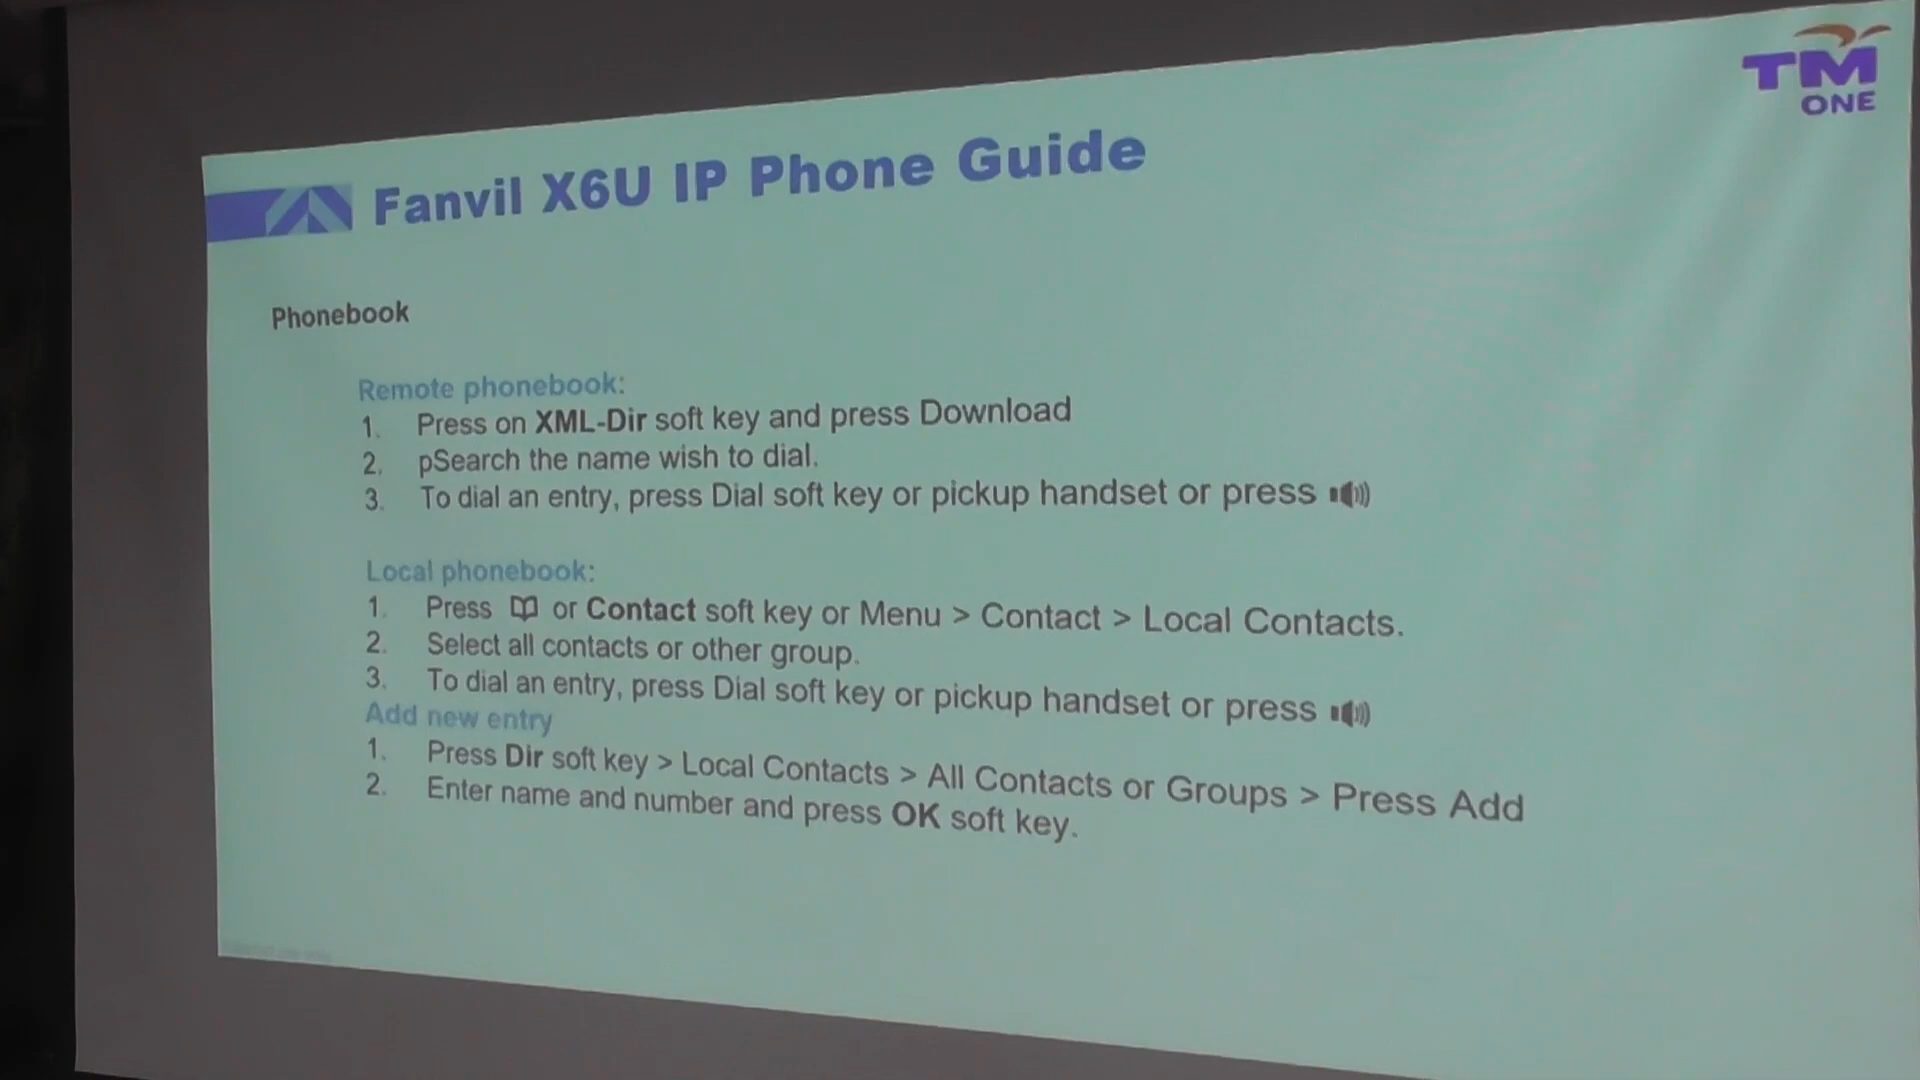 TM
ONE
Fanvil X6U IP Phone Guide
Phonebook
Remote phonebook:
1. Press on XML-Dir soft key and press Download
2. pSearch the name wish to dial.
3. To dial an entry, press Dial soft key or pickup handset or press
Local phonebook:
1. Press or Contact soft key or Menu > Contact > Local Contacts.
2. Select all contacts or other group.
3. To dial an entry, press Dial soft key or pickup handset or press
Add new entry
1. Press Dir soft key > Local Contacts > All Contacts or Groups > Press Add
2. Enter name and number and press OK soft key.